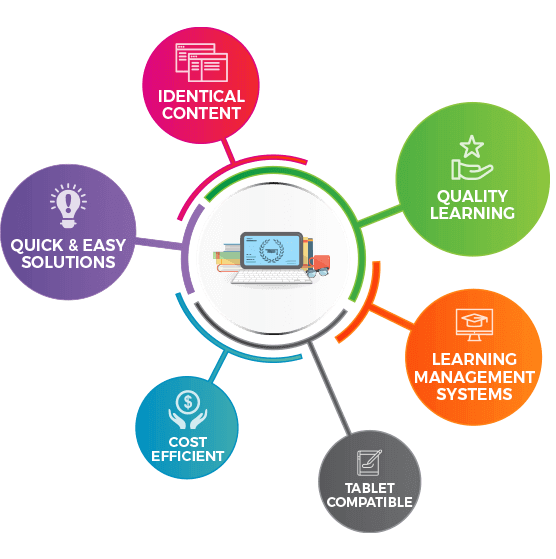 IDENTICAL
CONTENT
QUALITY
LEARNING
QUICK & EASY
SOLUTIONS
LEARNING
MANAGEMENT
SYSTEMS
COST
EFFICIENT
TABLET
COMPATIBLE